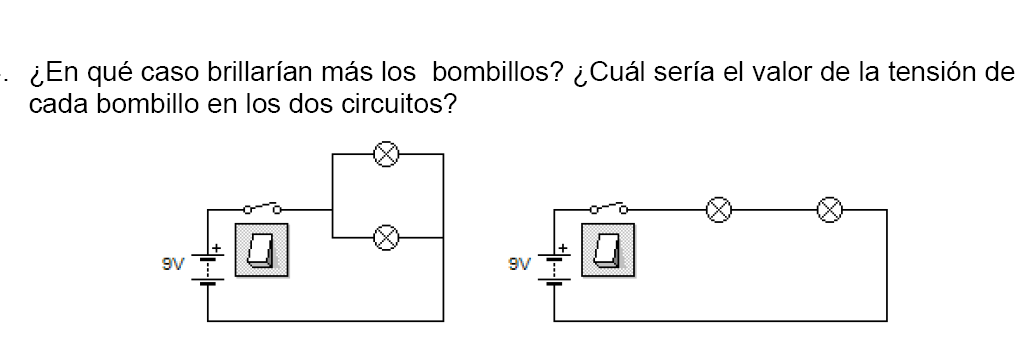 . ¿En qué caso brillarían más los bombillos? ¿Cuál sería el valor de la tensión de
cada bombillo en los dos circuitos?
+ +
9V 9V